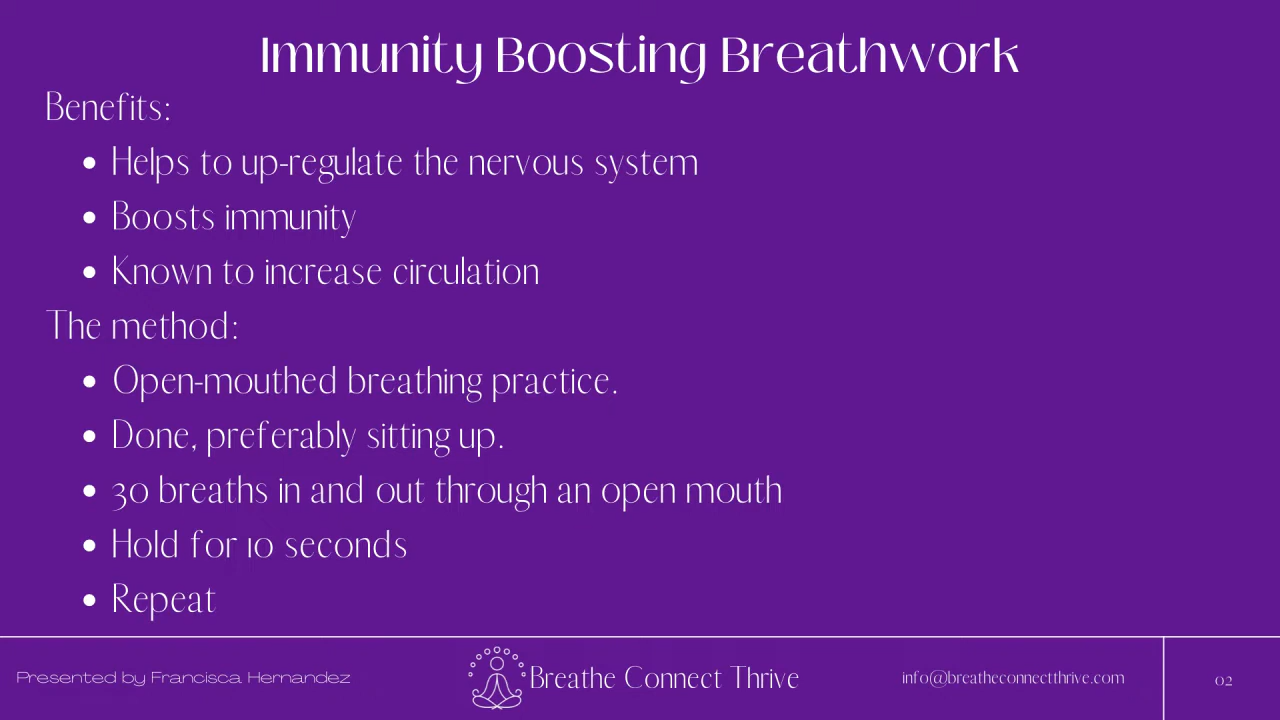 Immunity Boosting Breathwork
Benefits:
• Helps to up-regulate the nervous system
• Boosts immunity
• Known to increase circulation
The method:
• Open-mouthed breathing practice.
• Done, preferably sitting up.
• 30 breaths in and out through an open mouth
• Hold for 10 seconds
• Repeat
Presented by Francisca Hernandez
Breathe Connect Thrive
info@breatheconnectthrive.com
02